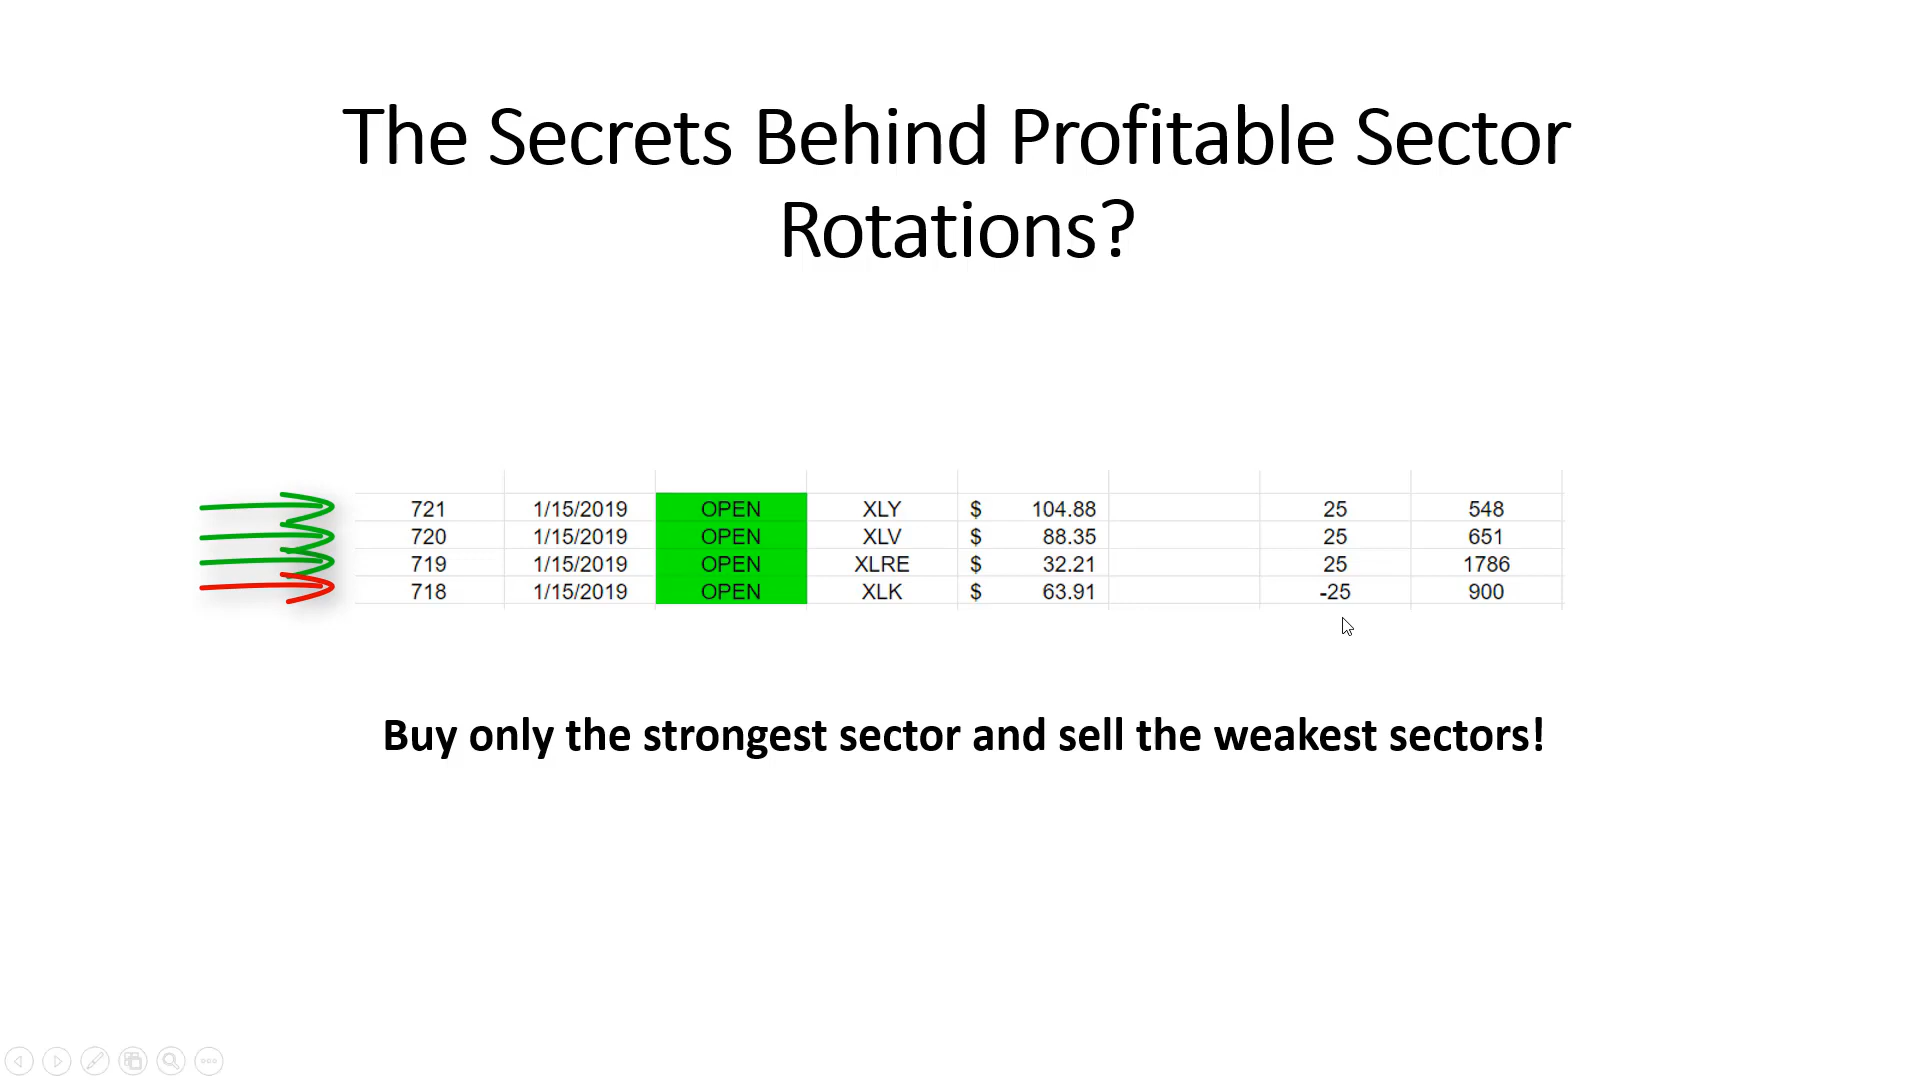 The Secrets Behind Profitable Sector
Rotations?
721 1/15/2019 OPEN XLY $ 104.88 25 548
720 1/15/2019 OPEN XLV $ 88.35 25 651
719 1/15/2019 OPEN XLRE $ 32.21 25 1786
718 1/15/2019 OPEN XLK $ 63.91 -25 900
Buy only the strongest sector and sell the weakest sectors!